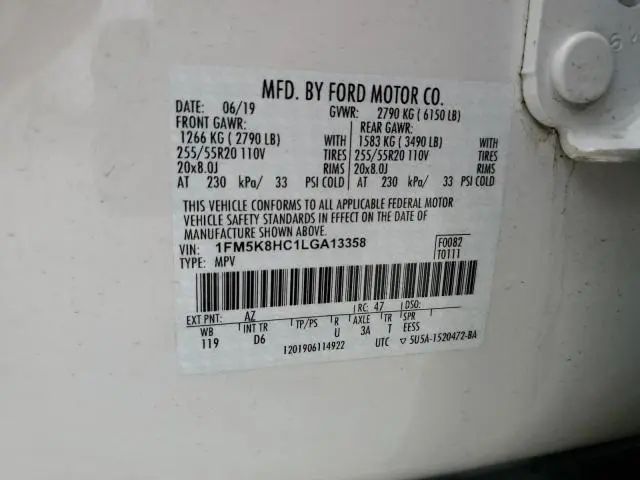 MFD. BY FORD MOTOR CO.
DATE: 06/19 GVWR: 2790 KG ( 6150 LB)
FRONT GAWR: REAR GAWR:
1266 KG ( 2790 LB) WITH 1583 KG ( 3490 LB) WITH
255/55R20 110V TIRES 255/55R20 110V TIRES
20x8.0J RIMS 20x8.0J RIMS
AT 230 kPa/ 33 PSI COLD AT 230 kPa/ 33 PSI COLD
THIS VEHICLE CONFORMS TO ALL APPLICABLE FEDERAL MOTOR
VEHICLE SAFETY STANDARDS IN EFFECT ON THE DATE OF
MANUFACTURE SHOWN ABOVE.
VIN: 1FM5K8HC1LGA13358 F0082
TYPE: MPV T0111
EXT PNT: AZ RC: 47 DSO:
WB INT TR TP/PS R AXLE TR SPR
119 D6 U 3A T EESS
1201906114922 UTC ▽ 5U5A-1520472-BA